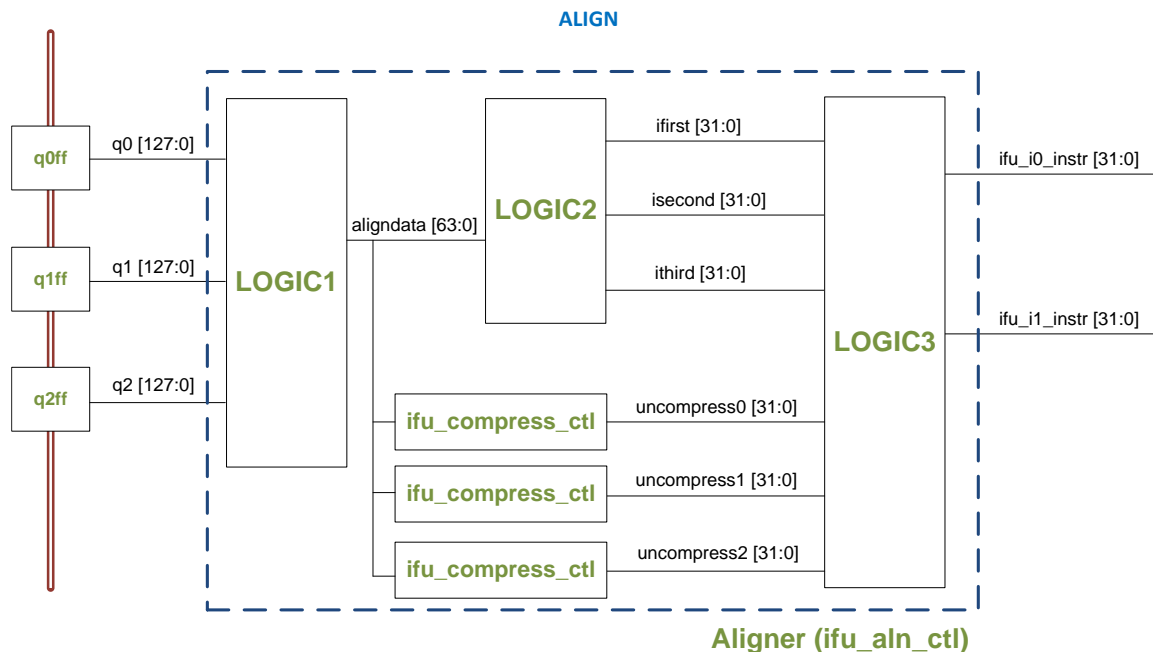 ALIGN
q0ff
q0 [127:0]
q1ff
q1 [127:0]
q2ff
q2 [127:0]
LOGIC1
aligndata [63:0]
LOGIC2
ifirst [31:0]
isecond [31:0]
ithird [31:0]
ifu_compress_ctl
uncompress0 [31:0]
ifu_compress_ctl
uncompress1 [31:0]
ifu_compress_ctl
uncompress2 [31:0]
LOGIC3
ifu_i0_instr [31:0]
ifu_i1_instr [31:0]
Aligner (ifu_aln_ctl)